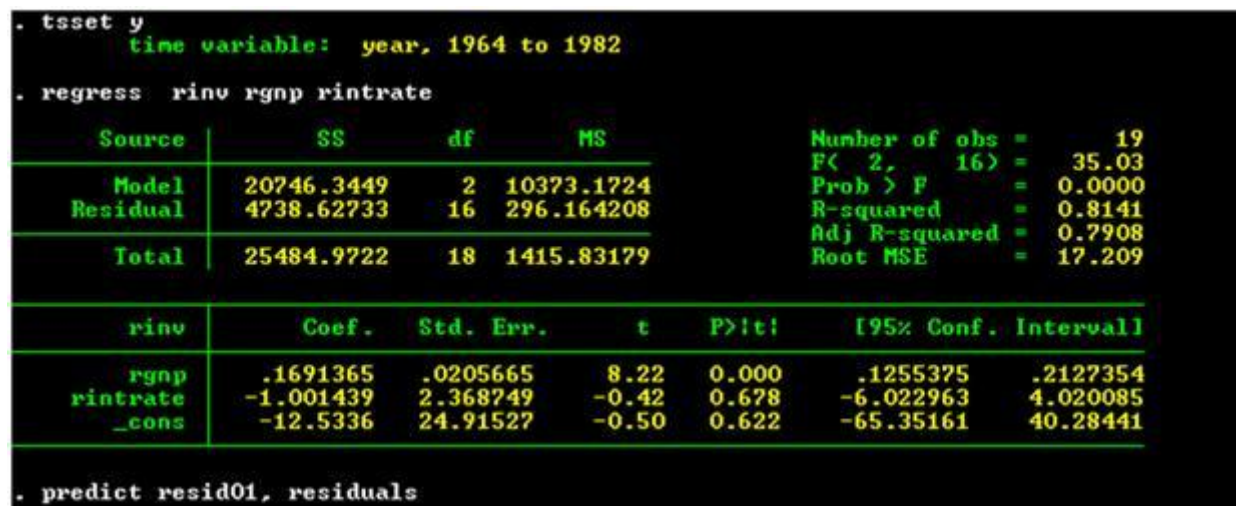 . tsset y
time variable: year, 1964 to 1982
. regress rinv rgnp rintrate
Source | SS df MS Number of obs = 19
F( 2, 16) = 35.03
Model | 20746.3449 2 10373.1724 Prob > F = 0.0000
Residual | 4738.62733 16 296.164208 R-squared = 0.8141
Adj R-squared = 0.7908
Total | 25484.9722 18 1415.83179 Root MSE = 17.209
rinv | Coef. Std. Err. t P>|t| [95% Conf. Interval]
rgnp | .1691365 .0205665 8.22 0.000 .1255375 .2127354
rintrate | -1.001439 2.368749 -0.42 0.678 -6.022963 4.020085
_cons | -12.5336 24.91527 -0.50 0.622 -65.35161 40.28441
. predict resid01, residuals